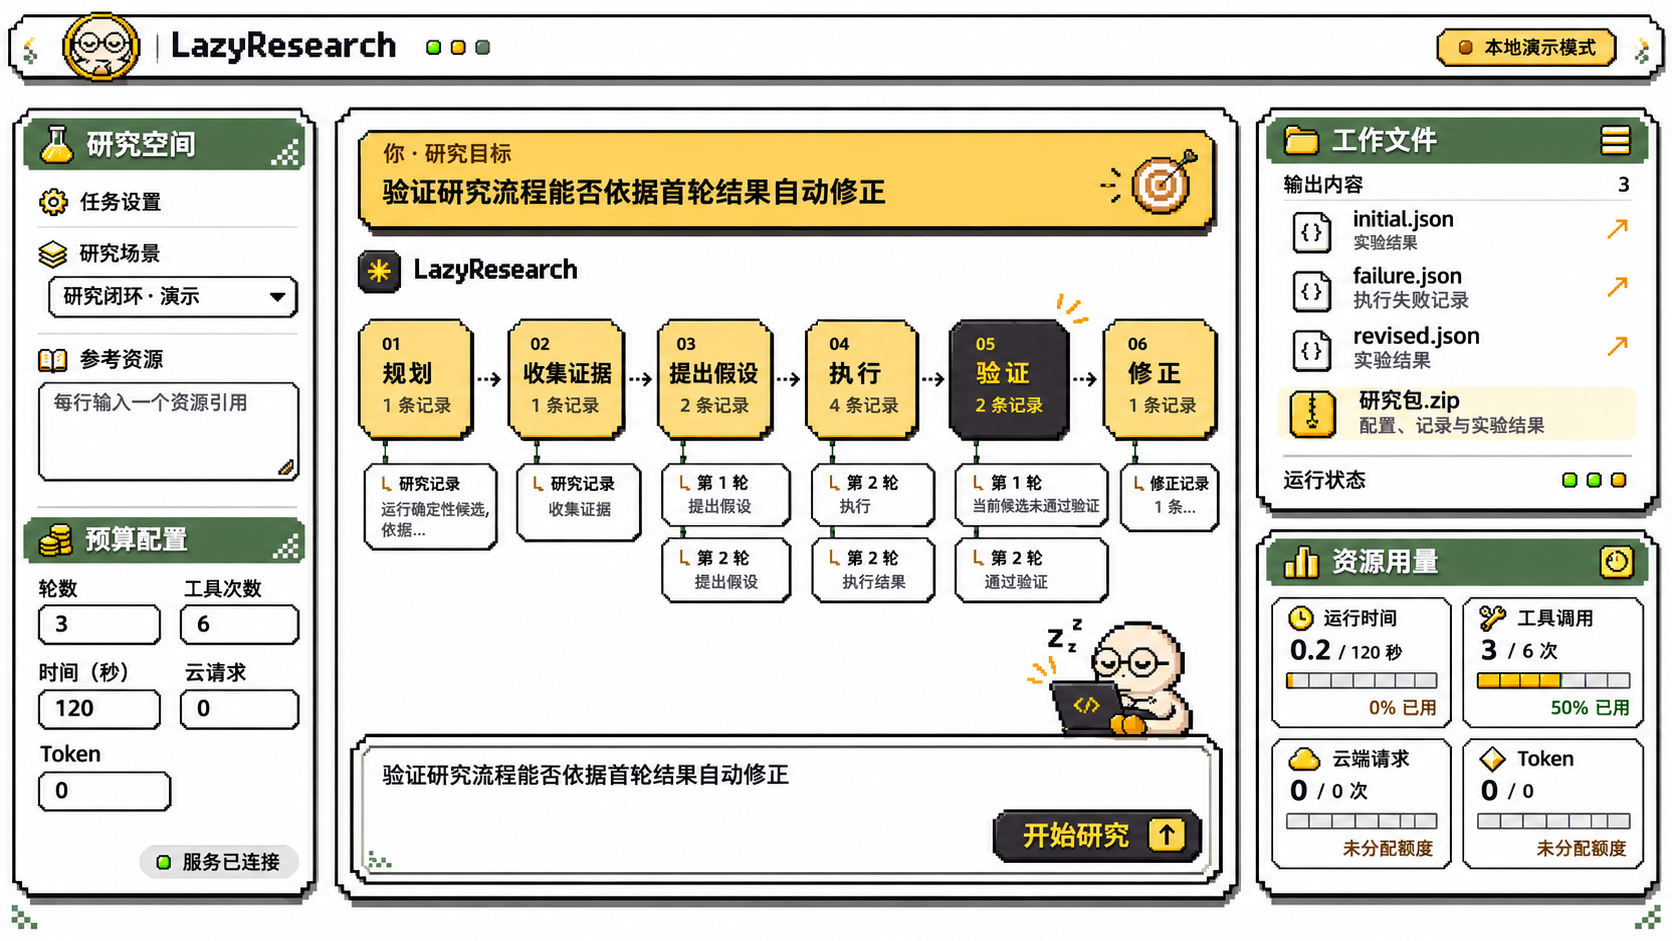 LazyResearch
本地演示模式
研究空间
任务设置
研究场景
研究闭环 · 演示
参考资源
每行输入一个资源引用
预算配置
轮数
工具次数
3
6
时间（秒）
云请求
120
0
Token
0
服务已连接
你 · 研究目标
验证研究流程能否依据首轮结果自动修正
LazyResearch
01
规划
1 条记录
02
收集证据
1 条记录
03
提出假设
2 条记录
04
执行
4 条记录
05
验证
2 条记录
06
修正
1 条记录
研究记录
运行确定性候选,
依据...
研究记录
收集证据
第 1 轮
提出假设
第 2 轮
提出假设
第 2 轮
执行
第 2 轮
执行结果
第 1 轮
当前候选未通过验证
第 2 轮
通过验证
修正记录
1 条...
z z z
</>
验证研究流程能否依据首轮结果自动修正
开始研究
工作文件
输出内容
3
{} initial.json
实验结果
{} failure.json
执行失败记录
{} revised.json
实验结果
研究包.zip
配置、记录与实验结果
运行状态
资源用量
运行时间
0.2 / 120 秒
0% 已用
工具调用
3 / 6 次
50% 已用
云端请求
0 / 0 次
未分配额度
Token
0 / 0
未分配额度